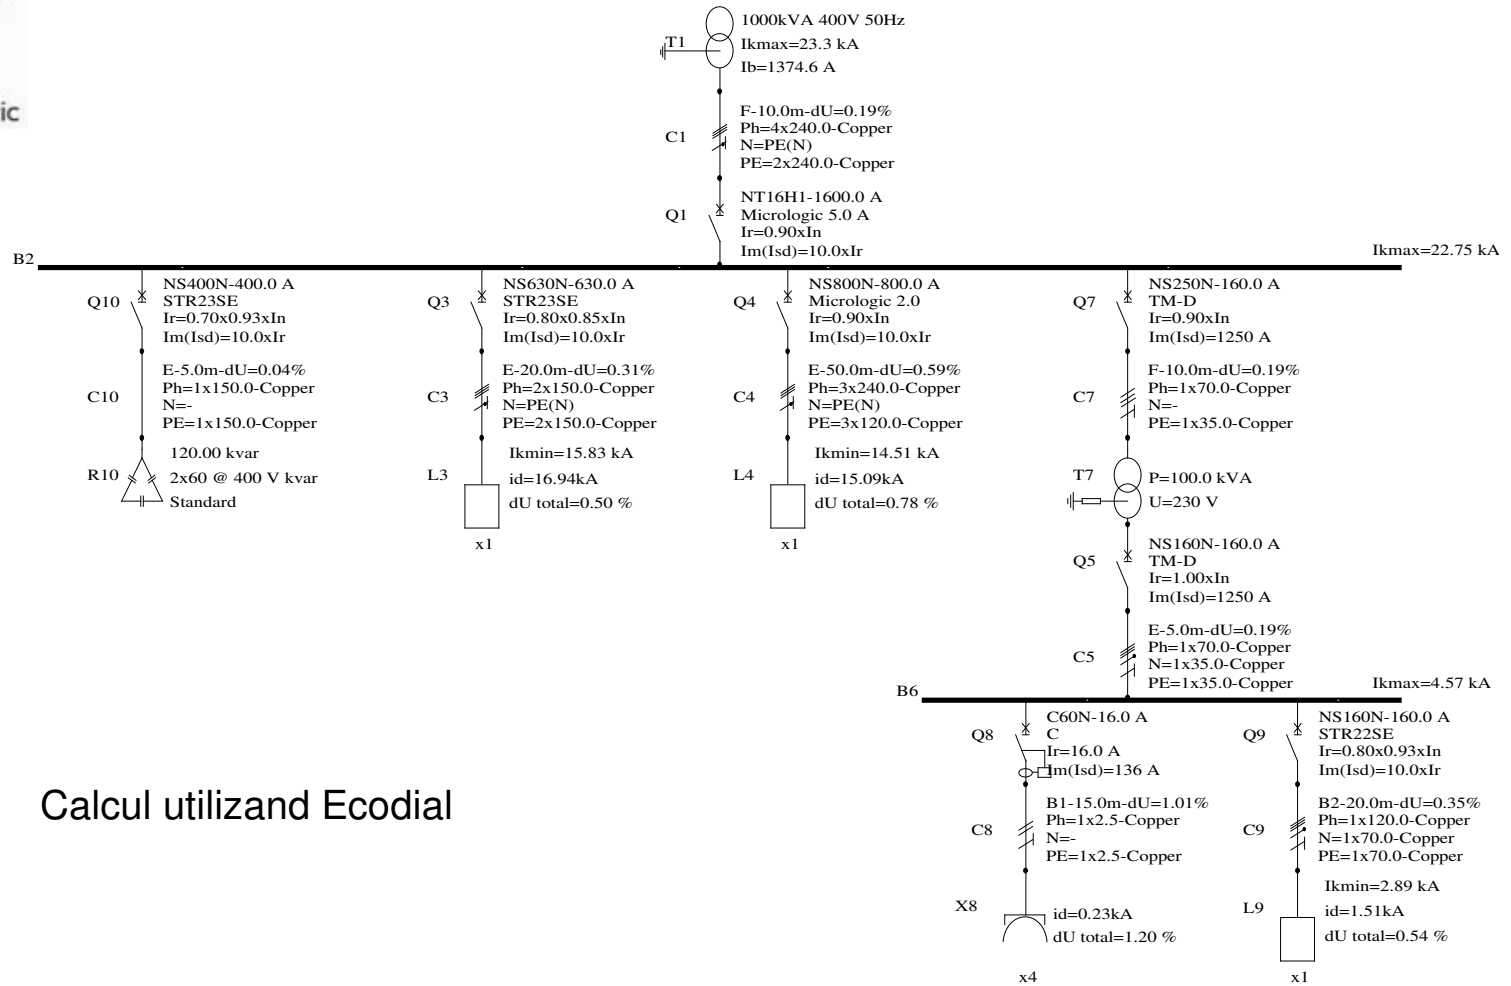 ic
1000kVA 400V 50Hz
T1
Ikmax=23.3 kA
Ib=1374.6 A
F-10.0m-dU=0.19%
C1
Ph=4x240.0-Copper
N=PE(N)
PE=2x240.0-Copper
NT16H1-1600.0 A
Q1
Micrologic 5.0 A
Ir=0.90xIn
Im(Isd)=10.0xIr
B2
Ikmax=22.75 kA
Q10
NS400N-400.0 A
STR23SE
Ir=0.70x0.93xIn
Im(Isd)=10.0xIr
Q3
NS630N-630.0 A
STR23SE
Ir=0.80x0.85xIn
Im(Isd)=10.0xIr
Q4
NS800N-800.0 A
Micrologic 2.0
Ir=0.90xIn
Im(Isd)=10.0xIr
Q7
NS250N-160.0 A
TM-D
Ir=0.90xIn
Im(Isd)=1250 A
C10
E-5.0m-dU=0.04%
Ph=1x150.0-Copper
N=-
PE=1x150.0-Copper
C3
E-20.0m-dU=0.31%
Ph=2x150.0-Copper
N=PE(N)
PE=2x150.0-Copper
C4
E-50.0m-dU=0.59%
Ph=3x240.0-Copper
N=PE(N)
PE=3x120.0-Copper
C7
F-10.0m-dU=0.19%
Ph=1x70.0-Copper
N=-
PE=1x35.0-Copper
R10
120.00 kvar
2x60 @ 400 V kvar
Standard
L3
Ikmin=15.83 kA
id=16.94kA
dU total=0.50 %
x1
L4
Ikmin=14.51 kA
id=15.09kA
dU total=0.78 %
x1
T7
P=100.0 kVA
U=230 V
Q5
NS160N-160.0 A
TM-D
Ir=1.00xIn
Im(Isd)=1250 A
C5
E-5.0m-dU=0.19%
Ph=1x70.0-Copper
N=1x35.0-Copper
PE=1x35.0-Copper
B6
Ikmax=4.57 kA
Q8
C60N-16.0 A
C
Ir=16.0 A
Im(Isd)=136 A
Q9
NS160N-160.0 A
STR22SE
Ir=0.80x0.93xIn
Im(Isd)=10.0xIr
Calcul utilizand Ecodial
C8
B1-15.0m-dU=1.01%
Ph=1x2.5-Copper
N=-
PE=1x2.5-Copper
C9
B2-20.0m-dU=0.35%
Ph=1x120.0-Copper
N=1x70.0-Copper
PE=1x70.0-Copper
X8
id=0.23kA
dU total=1.20 %
x4
L9
Ikmin=2.89 kA
id=1.51kA
dU total=0.54 %
x1